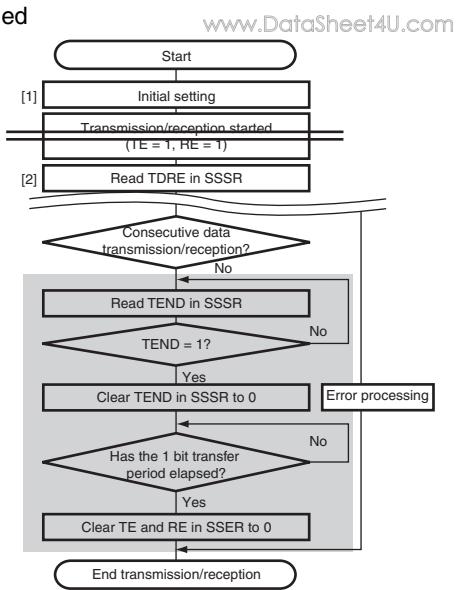 ed
www.DataSheet4U.com
Start
[1]
Initial setting
Transmission/reception started
(TE = 1, RE = 1)
[2]
Read TDRE in SSSR
Consecutive data
transmission/reception?
No
Read TEND in SSSR
No
TEND = 1?
Yes
Clear TEND in SSSR to 0
Error processing
No
Has the 1 bit transfer
period elapsed?
Yes
Clear TE and RE in SSER to 0
End transmission/reception